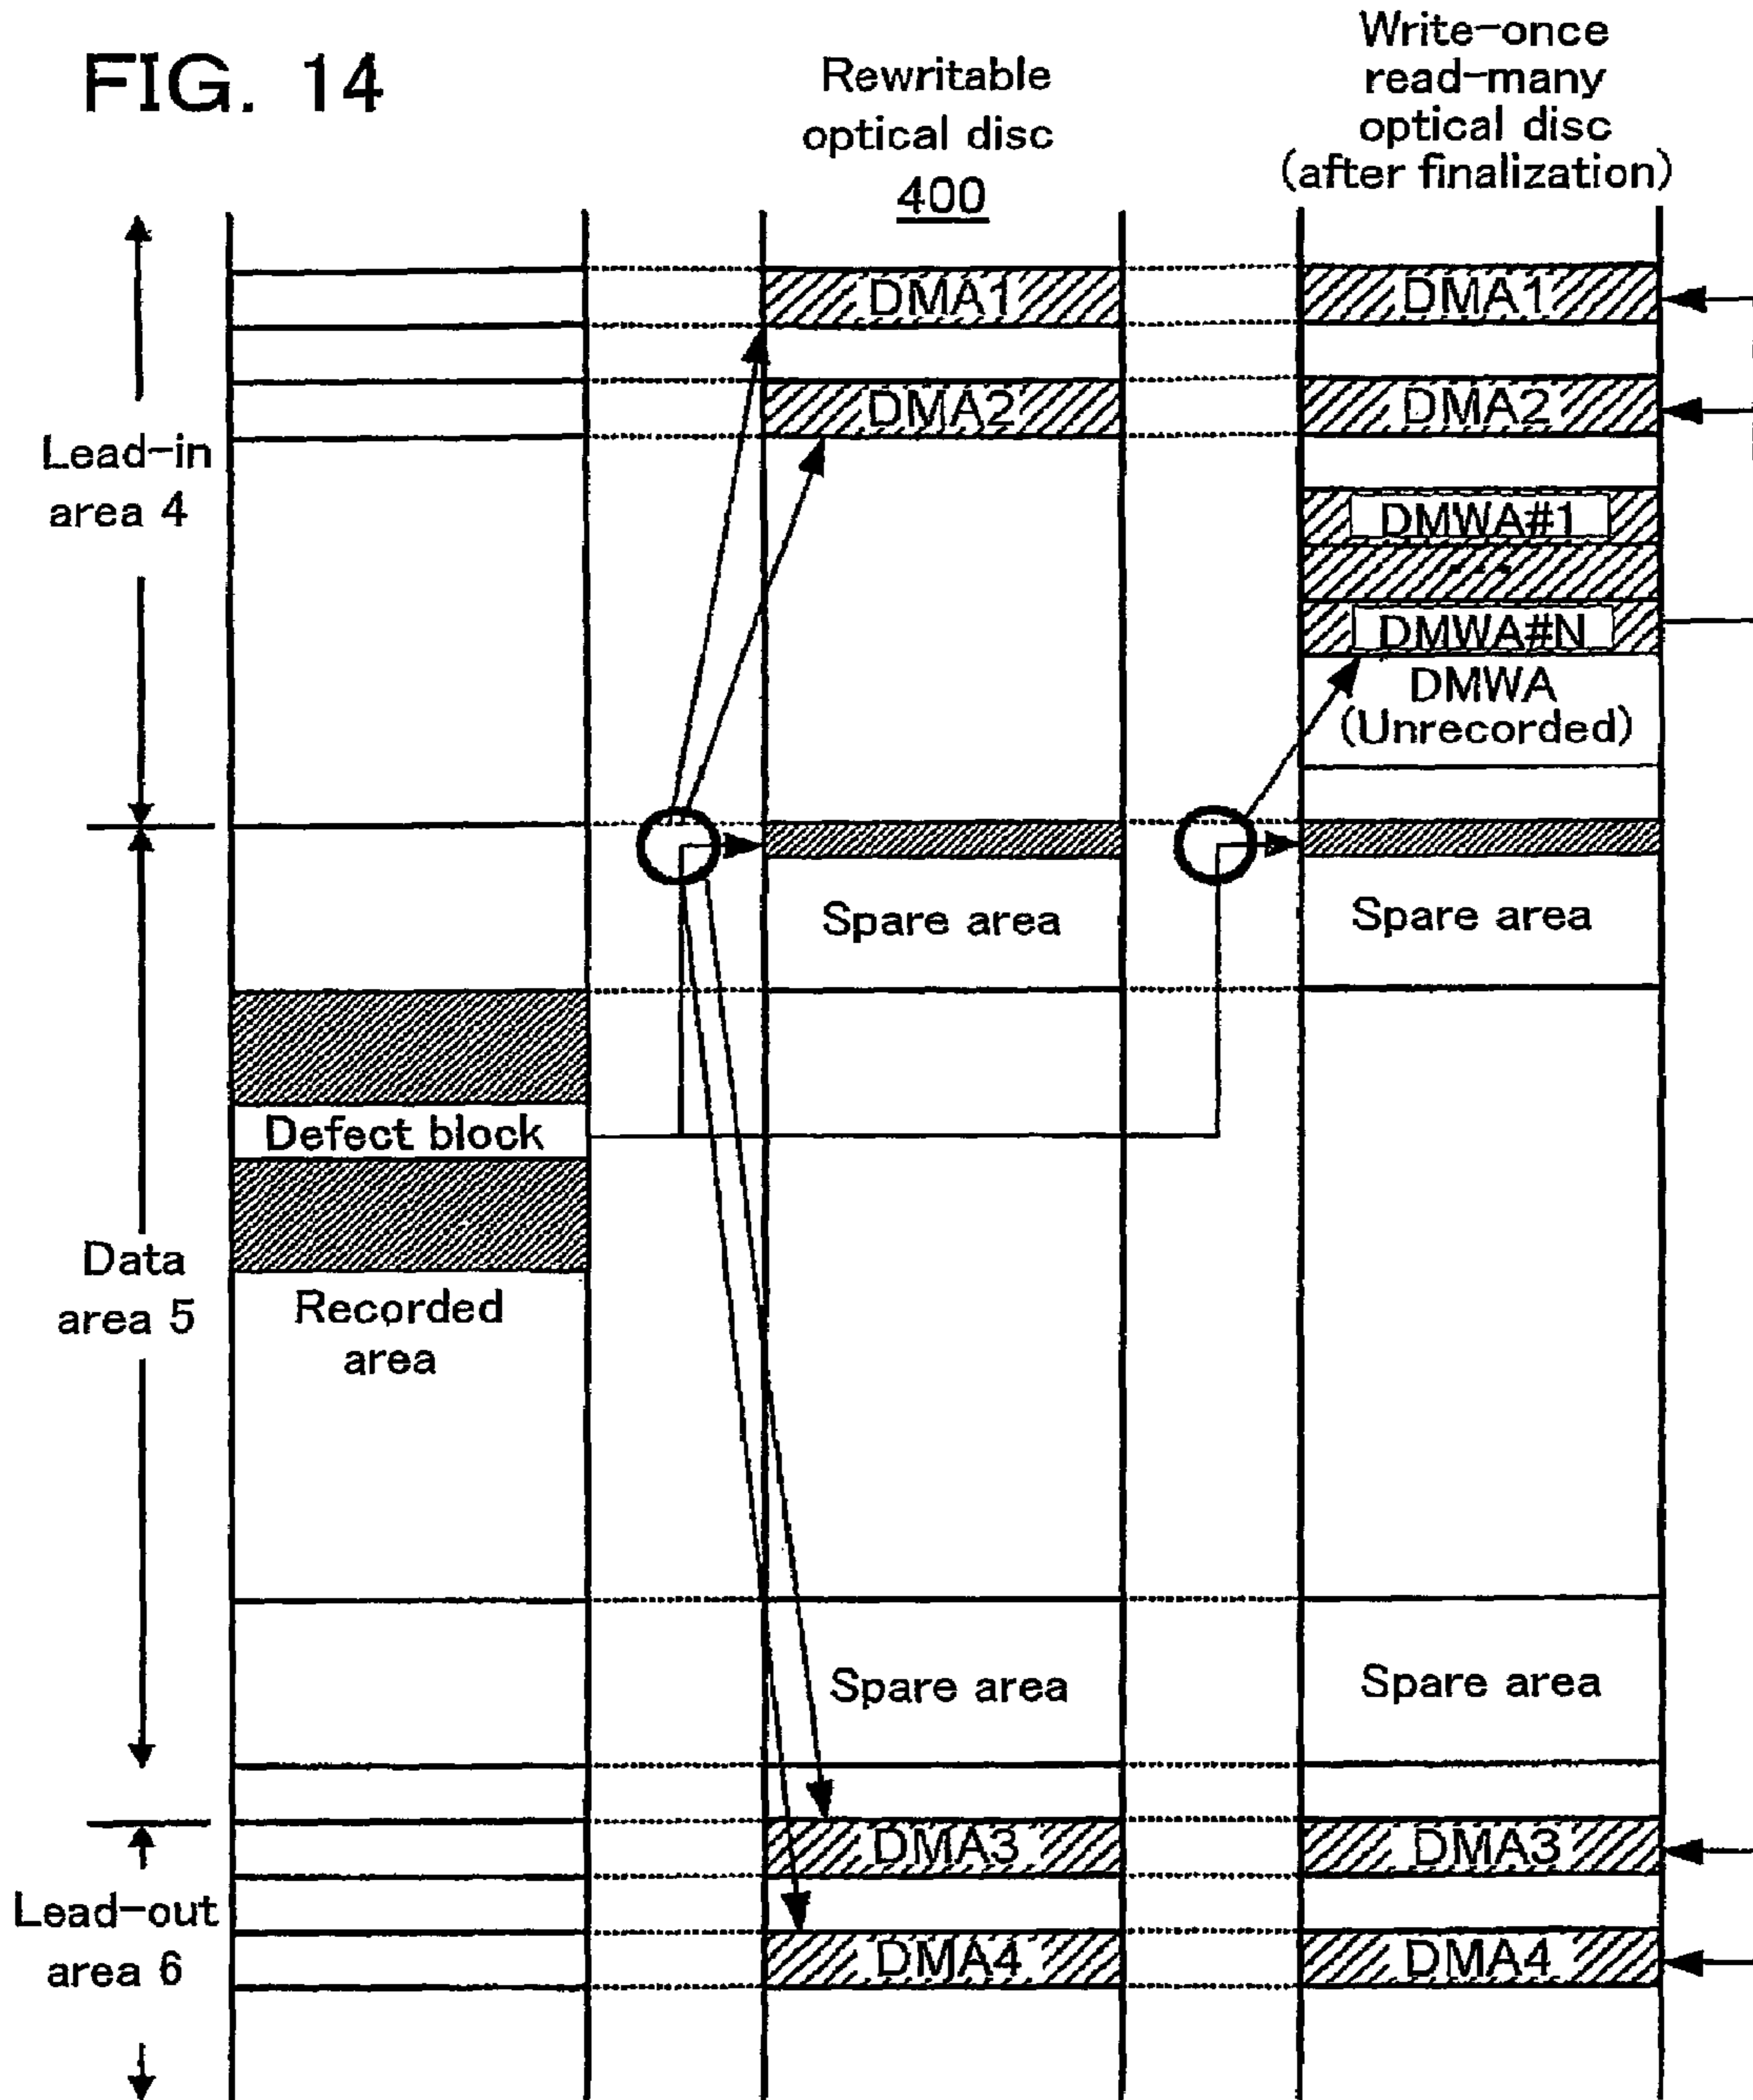 FIG. 14
Rewritable
optical disc
400
Write-once
read-many
optical disc
(after finalization)
DMA1
DMA1
DMA2
DMA2
Lead-in
area 4
DMWA#1
DMWA#N
DMWA
(Unrecorded)
Spare area
Spare area
Defect block
Data
area 5
Recorded
area
Spare area
Spare area
DMA3
DMA3
Lead-out
area 6
DMA4
DMA4